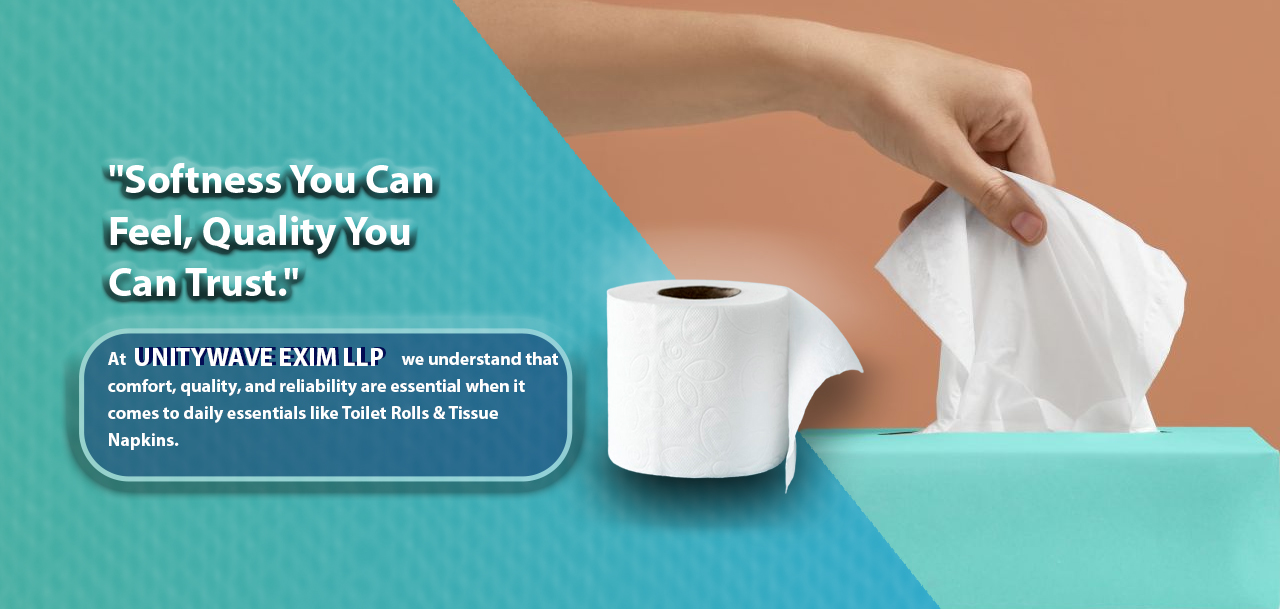 "Softness You Can
Feel, Quality You
Can Trust."
At UNITYWAVE EXIM LLP we understand that
comfort, quality, and reliability are essential when it
comes to daily essentials like Toilet Rolls & Tissue
Napkins.